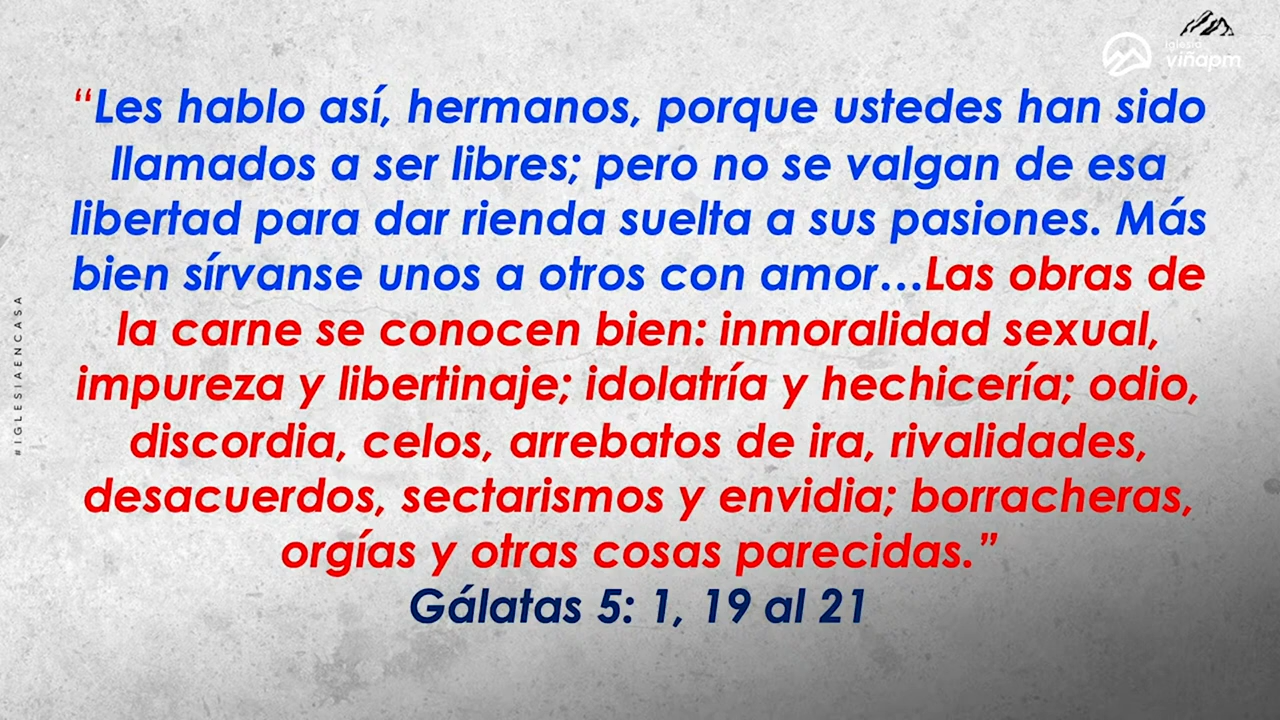 Iglesia
viñapm
“Les hablo así, hermanos, porque ustedes han sido
llamados a ser libres; pero no se valgan de esa
libertad para dar rienda suelta a sus pasiones. Más
bien sírvanse unos a otros con amor...Las obras de
la carne se conocen bien: inmoralidad sexual,
impureza y libertinaje; idolatría y hechicería; odio,
discordia, celos, arrebatos de ira, rivalidades,
desacuerdos, sectarismos y envidia; borracheras,
orgías y otras cosas parecidas.”
Gálatas 5: 1, 19 al 21
#IGLESIAENCASA